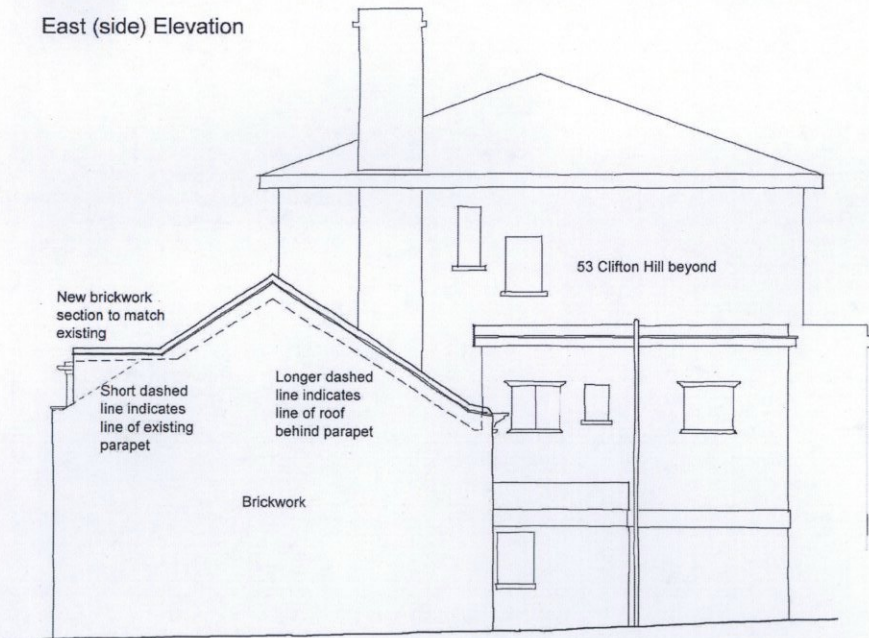 East (side) Elevation
53 Clifton Hill beyond
New brickwork
section to match
existing
Short dashed
line indicates
line of existing
parapet
Longer dashed
line indicates
line of roof
behind parapet
Brickwork